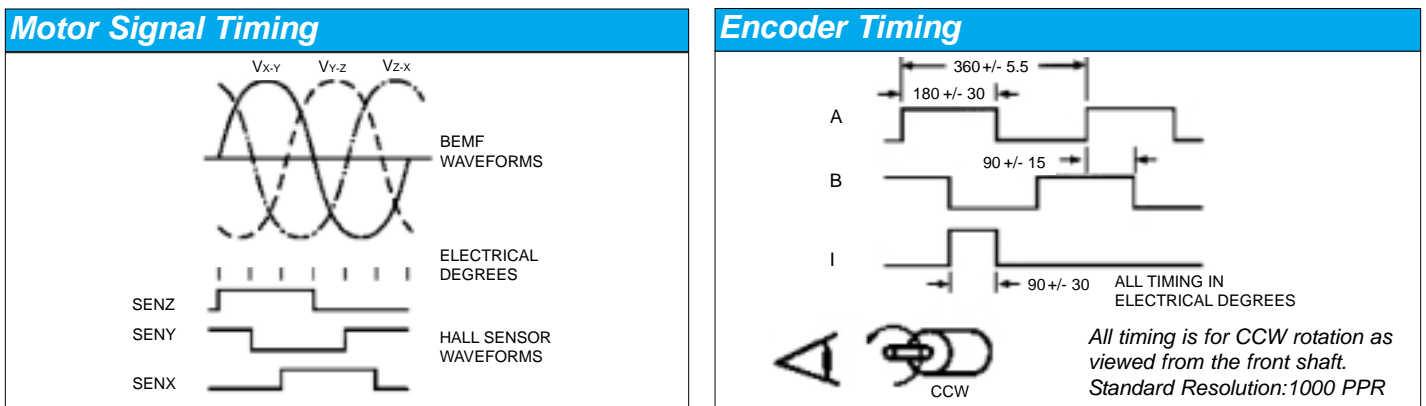 Motor Signal Timing
VX-Y VY-Z VZ-X
BEMF
WAVEFORMS
ELECTRICAL
DEGREES
SENZ
SENY
HALL SENSOR
WAVEFORMS
SENX
Encoder Timing
360 +/- 5.5
180 +/- 30
A
90 +/- 15
B
I
90 +/- 30
ALL TIMING IN
ELECTRICAL DEGREES
CCW
All timing is for CCW rotation as
viewed from the front shaft.
Standard Resolution:1000 PPR